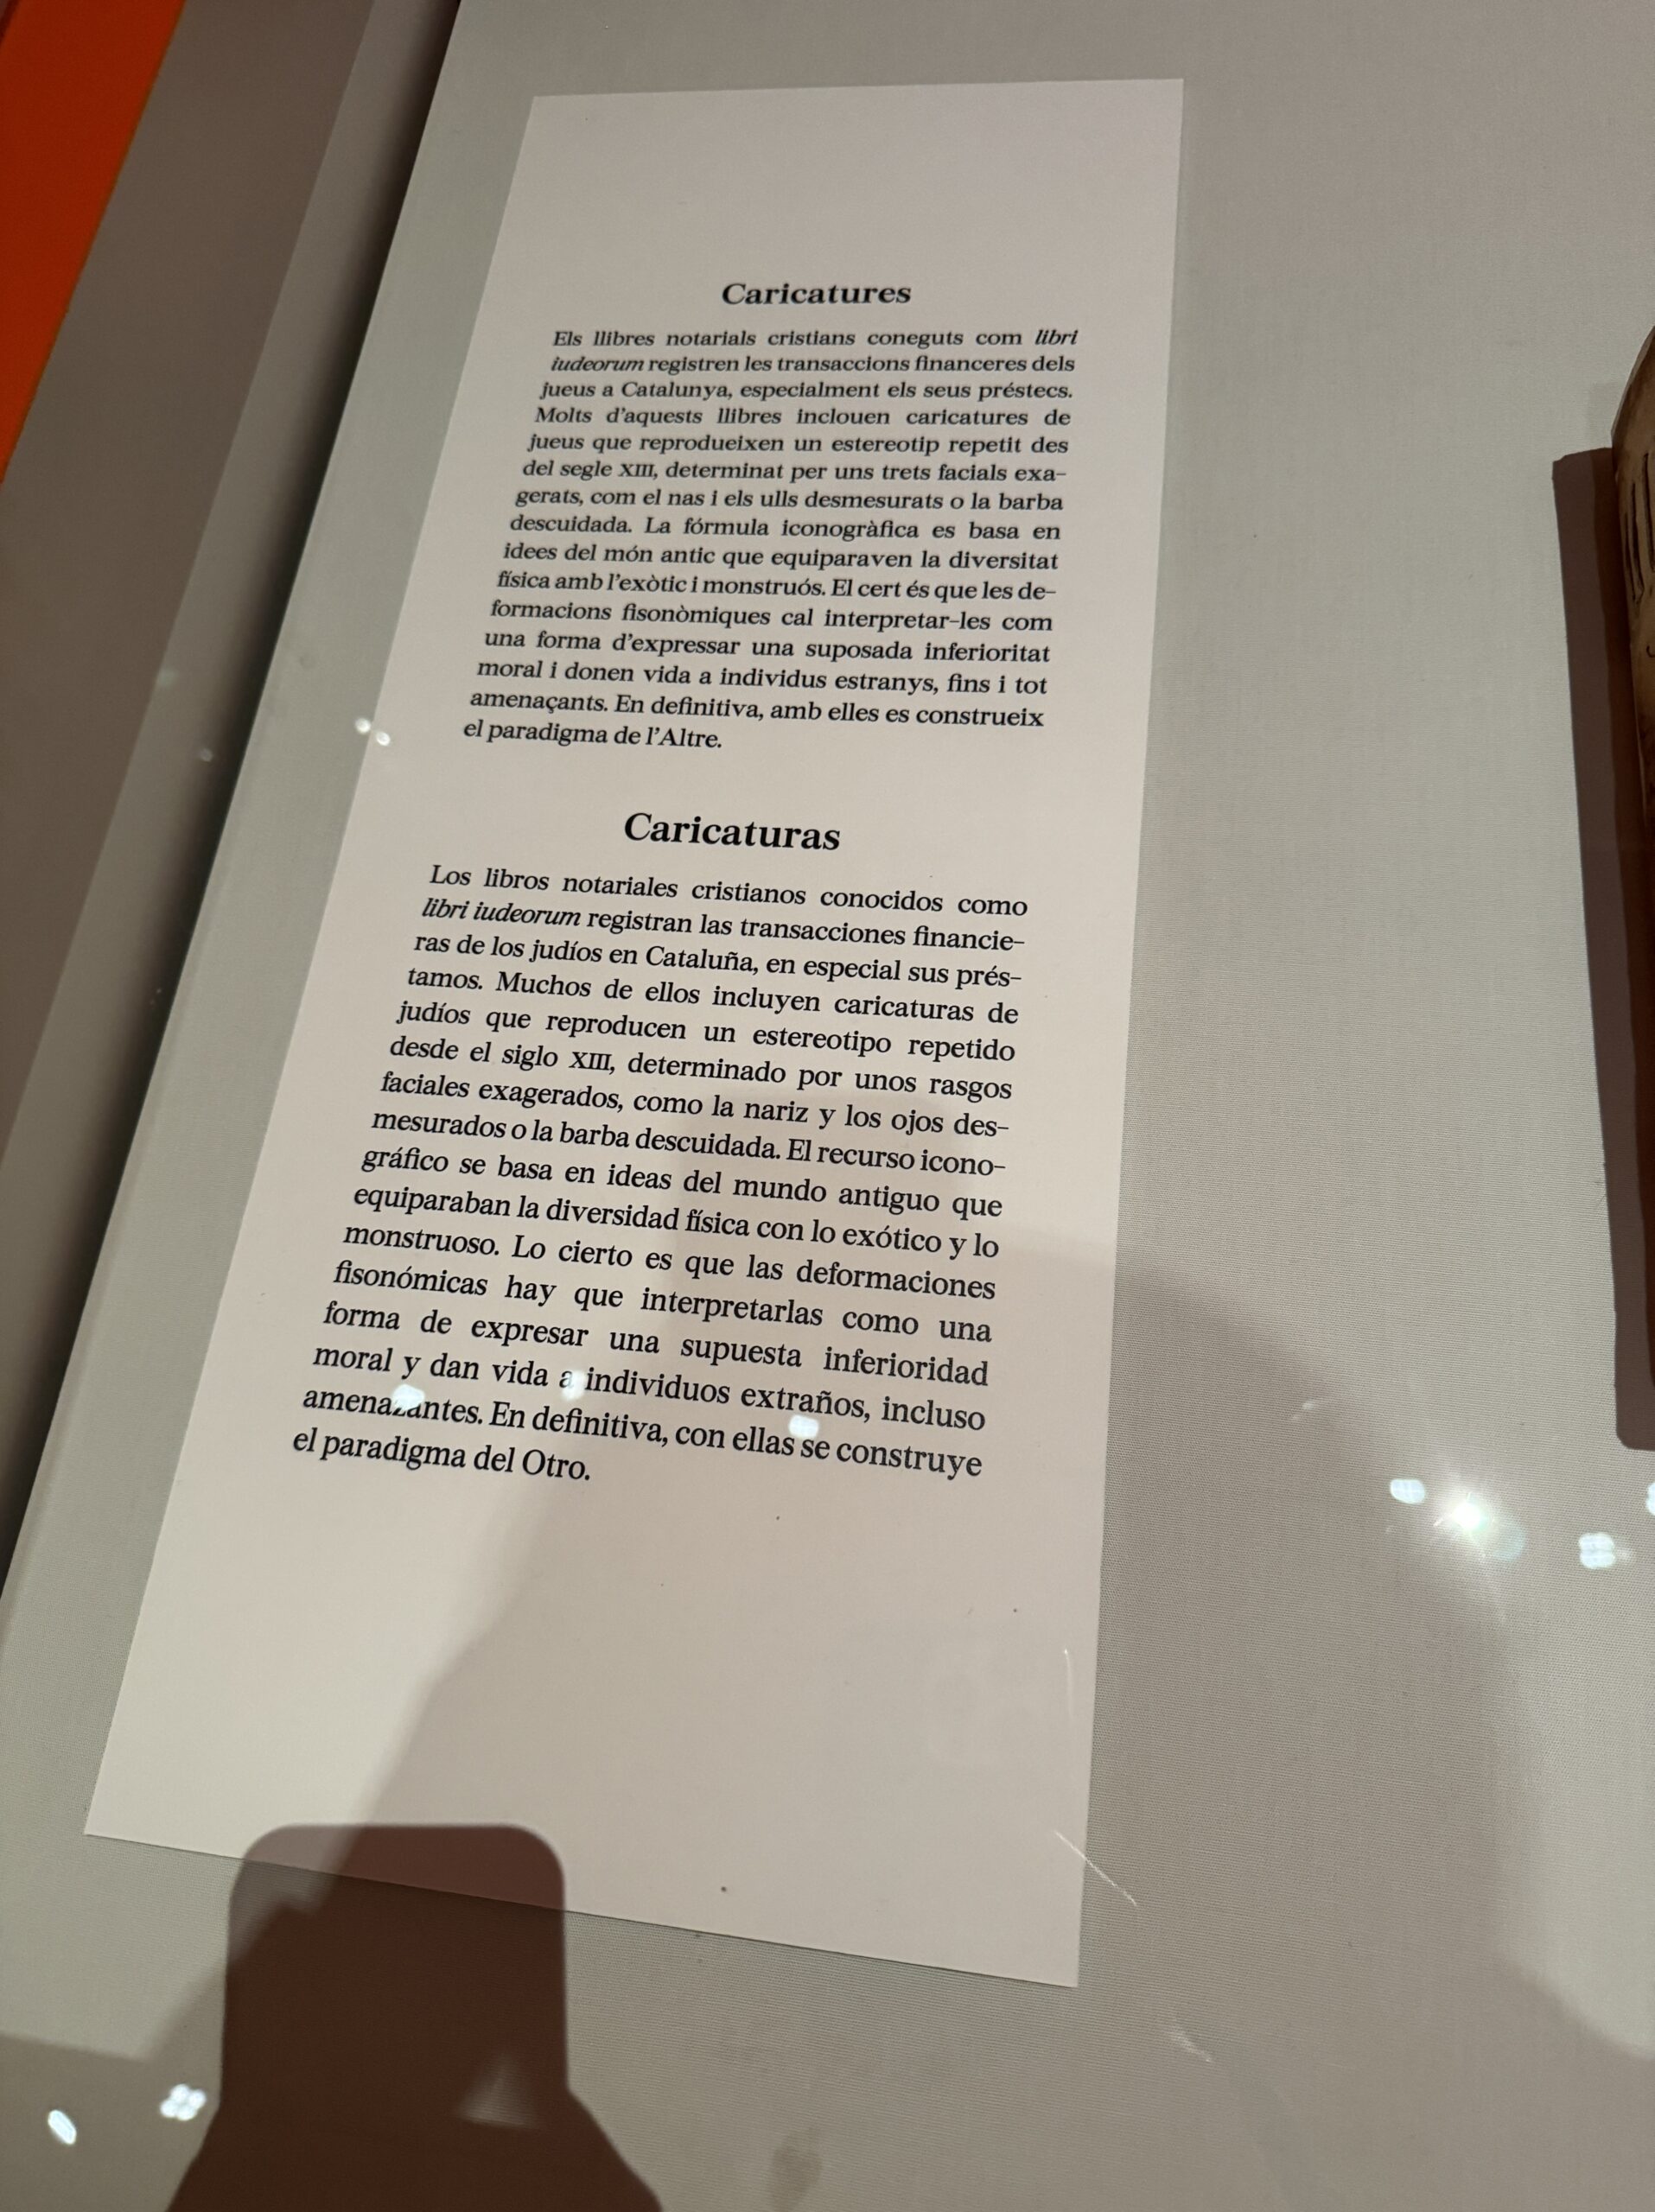 Caricatures
Els llibres notarials cristians coneguts com libri
iudeorum registren les transaccions financeres dels
jueus a Catalunya, especialment els seus préstecs.
Molts d'aquests llibres inclouen caricatures de
jueus que reprodueixen un estereotip repetit des
del segle XIII, determinat per uns trets facials exa-
gerats, com el nas i els ulls desmesurats o la barba
descuidada. La fórmula iconogràfica es basa en
idees del món antic que equiparaven la diversitat
física amb l'exòtic i monstruós. El cert és que les de-
formacions fisonòmiques cal interpretar-les com
una forma d'expressar una suposada inferioritat
moral i donen vida a individus estranys, fins i tot
amenaçants. En definitiva, amb elles es construeix
el paradigma de l'Altre.
Caricaturas
Los libros notariales cristianos conocidos como
libri iudeorum registran las transacciones financie-
ras de los judíos en Cataluña, en especial sus prés-
tamos. Muchos de ellos incluyen caricaturas de
judíos que reproducen un estereotipo repetido
desde el siglo XIII, determinado por unos rasgos
faciales exagerados, como la nariz y los ojos des-
mesurados o la barba descuidada. El recurso icono-
gráfico se basa en ideas del mundo antiguo que
equiparaban la diversidad física con lo exótico y lo
monstruoso. Lo cierto es que las deformaciones
fisonómicas hay que interpretarlas como una
forma de expresar una supuesta inferioridad
moral y dan vida a individuos extraños, incluso
amenazantes. En definitiva, con ellas se construye
el paradigma del Otro.